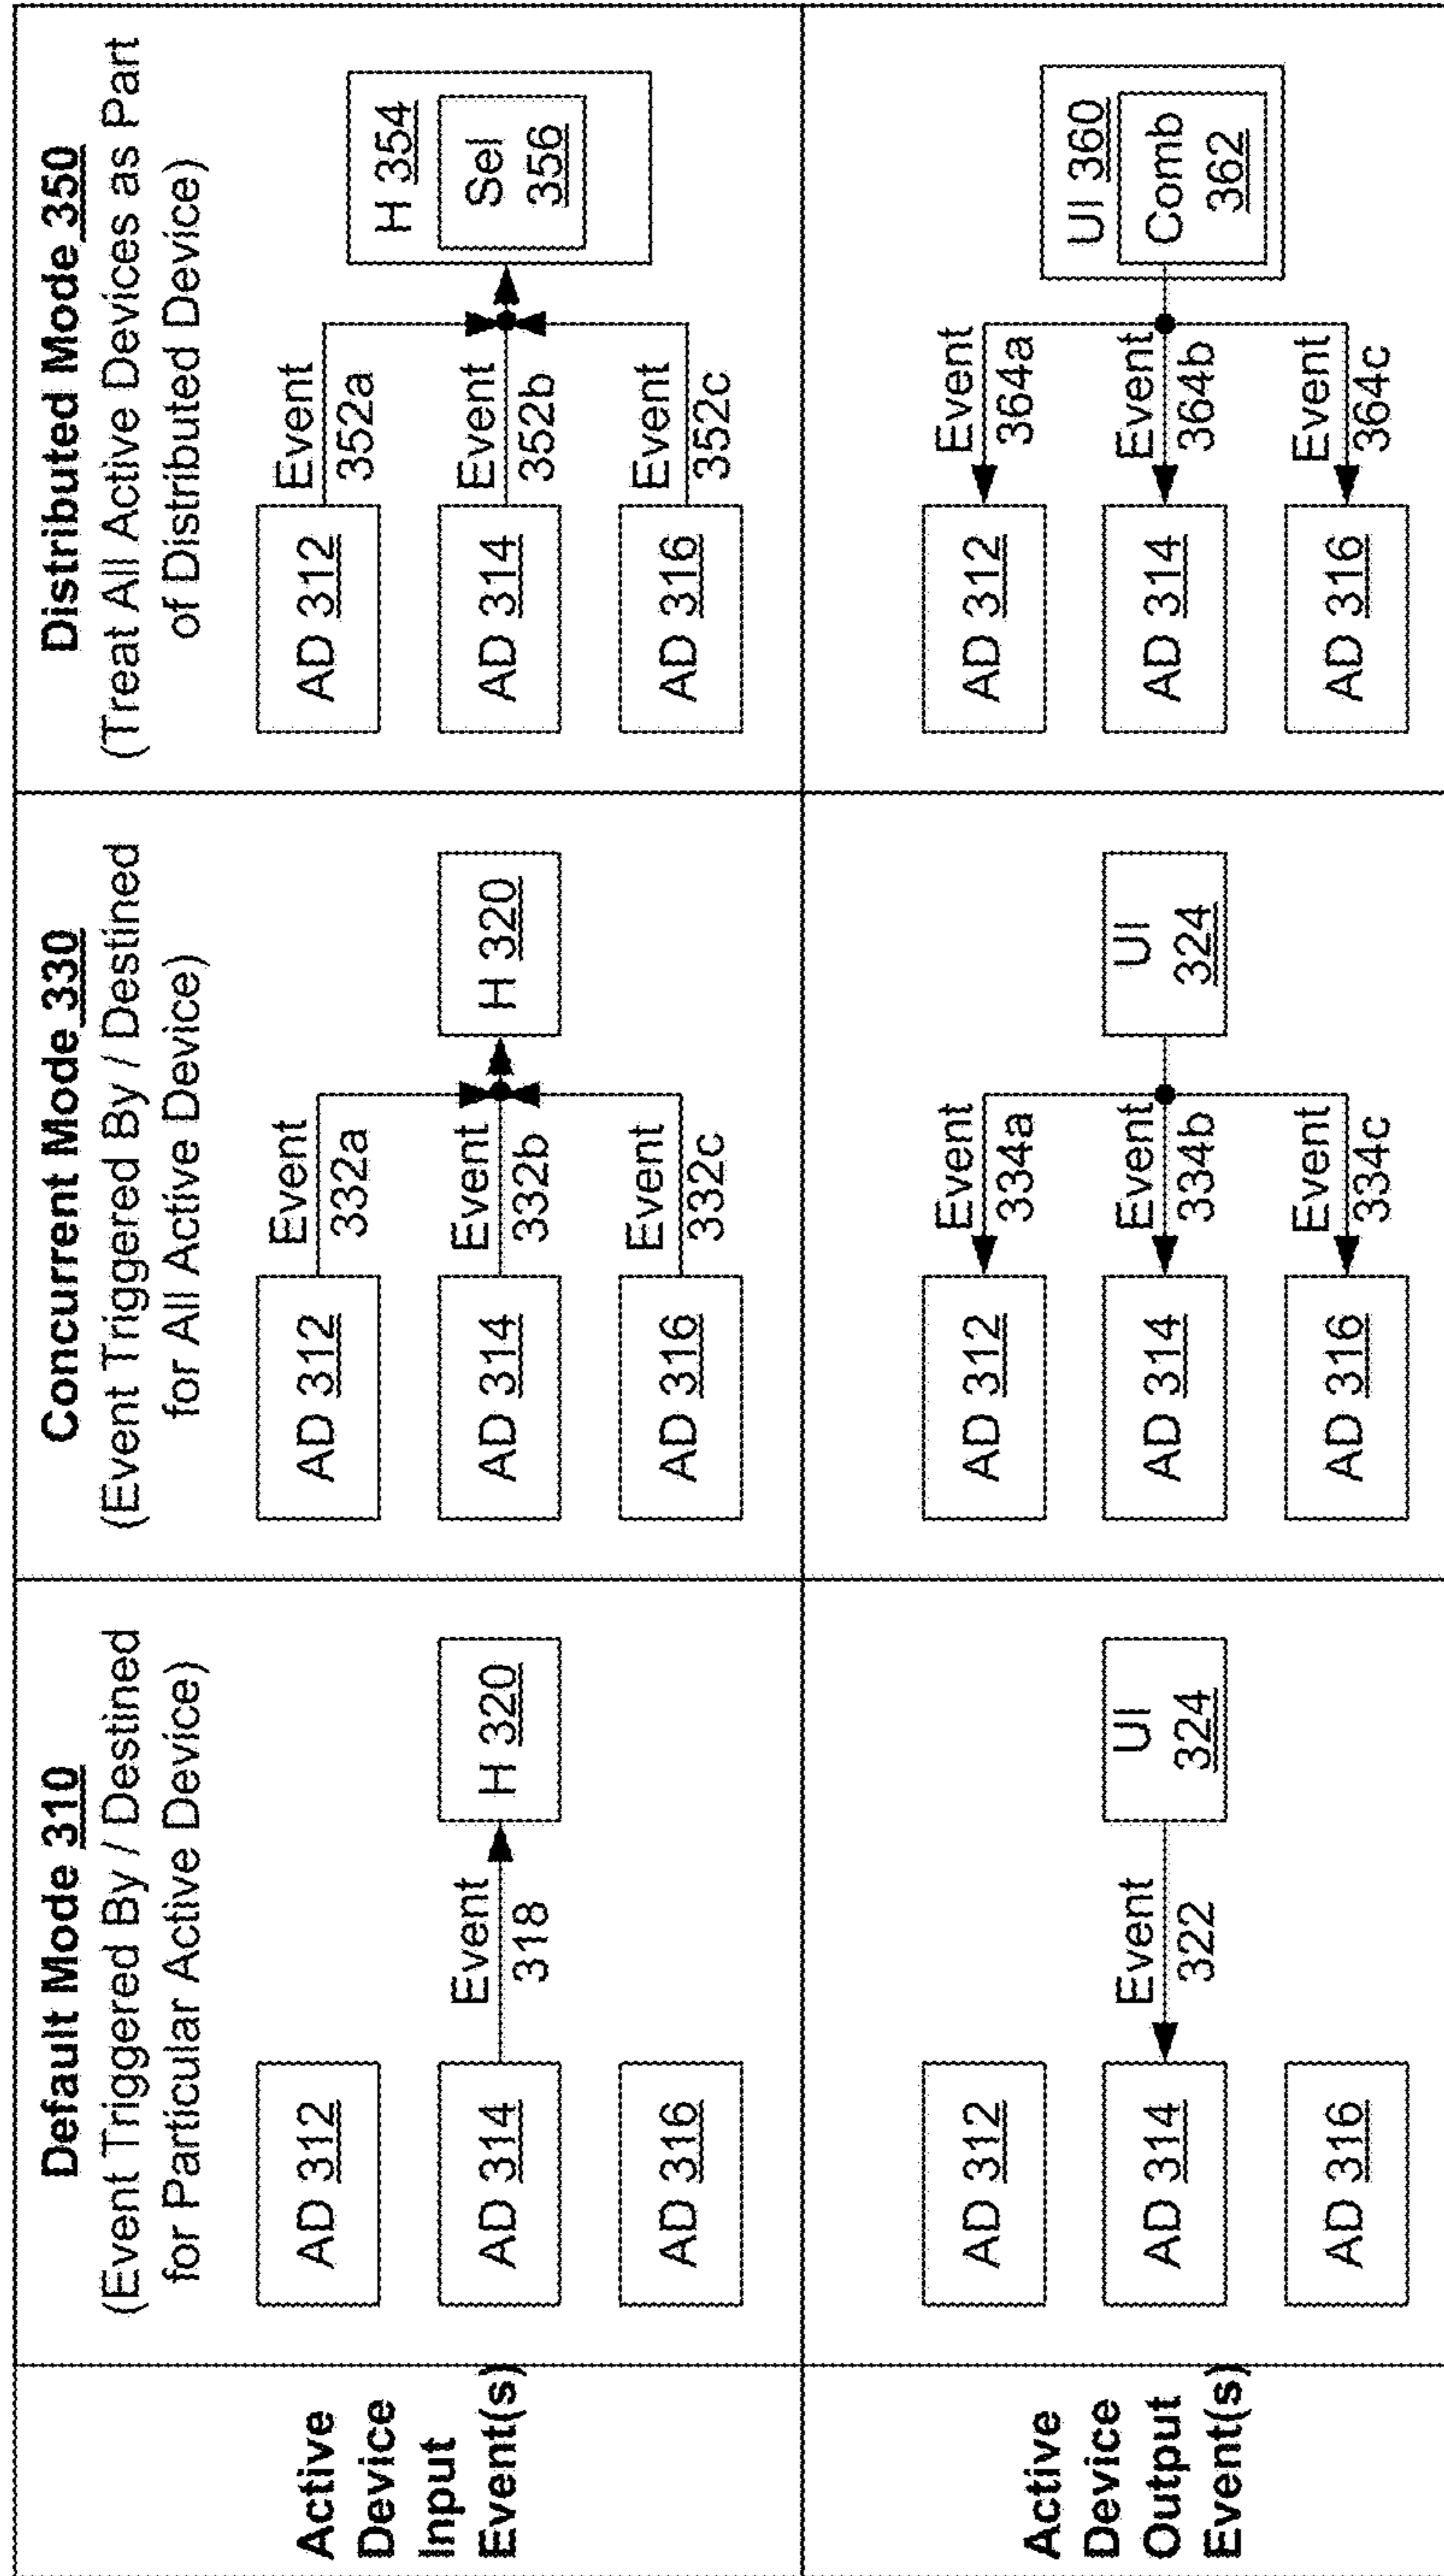 Default Mode 310
(Event Triggered By / Destined
for Particular Active Device)
Concurrent Mode 330
(Event Triggered By / Destined
for All Active Device)
Distributed Mode 350
(Treat All Active Devices as Part
of Distributed Device)
Active
Device
Input
Event(s)
AD 312
AD 314
AD 316
Event
318
H 320
AD 312
AD 314
AD 316
Event
332a
Event
332b
Event
332c
H 320
AD 312
AD 314
AD 316
Event
352a
Event
352b
Event
352c
H 354
Sel
356
Active
Device
Output
Event(s)
AD 312
AD 314
AD 316
Event
322
UI
324
AD 312
AD 314
AD 316
Event
334a
Event
334b
Event
334c
UI
324
AD 312
AD 314
AD 316
Event
364a
Event
364b
Event
364c
UI 360
Comb
362